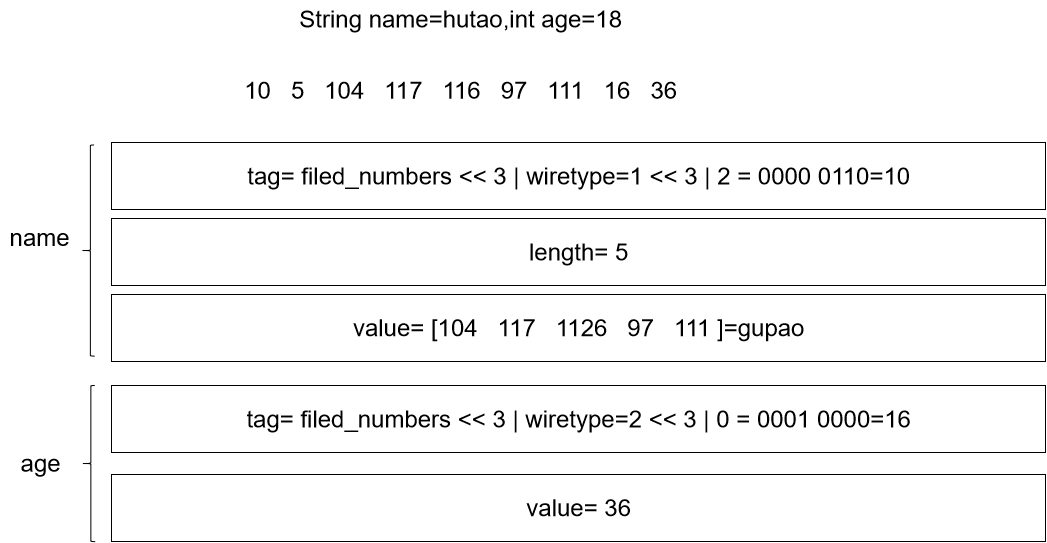 String name=hutao,int age=18
10 5 104 117 116 97 111 16 36
tag= filed_numbers << 3 | wiretype=1 << 3 | 2 = 0000 0110=10
name
length= 5
value= [104 117 1126 97 111 ]=gupao
tag= filed_numbers << 3 | wiretype=2 << 3 | 0 = 0001 0000=16
age
value= 36